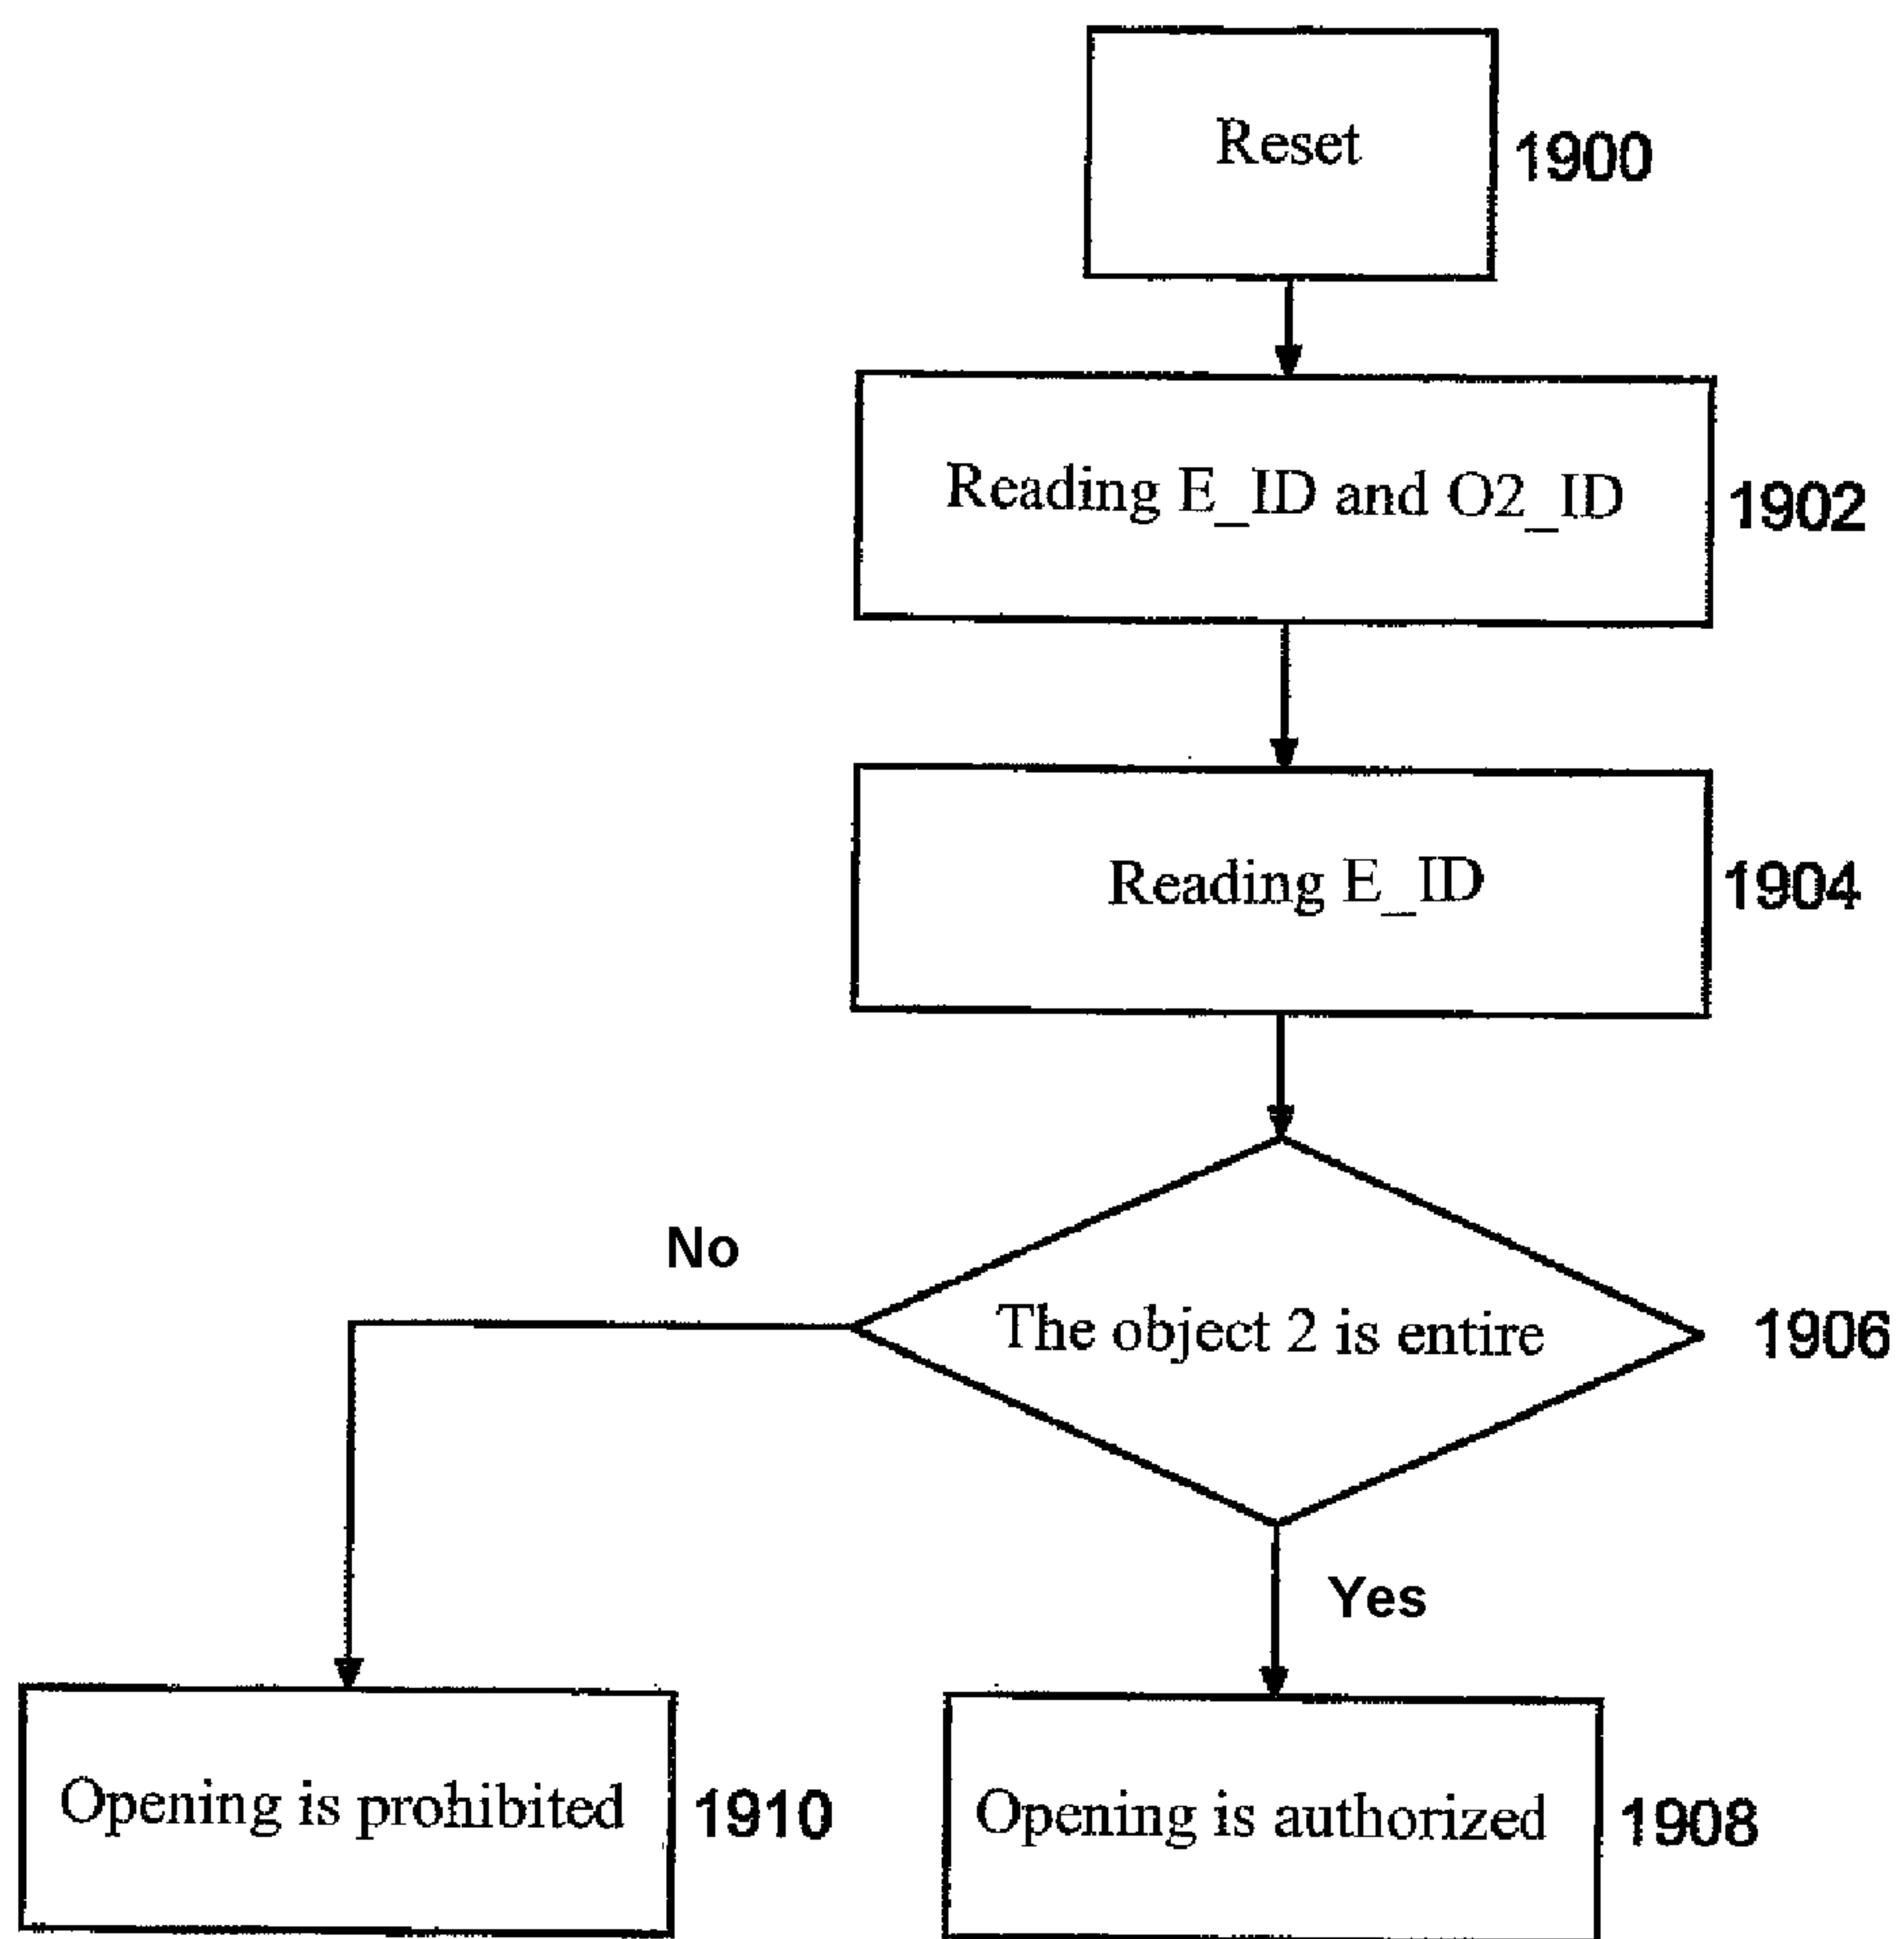 Reset
1900
Reading E_ID and O2_ID
1902
Reading E_ID
1904
No
The object 2 is entire
1906
Yes
Opening is prohibited
1910
Opening is authorized
1908